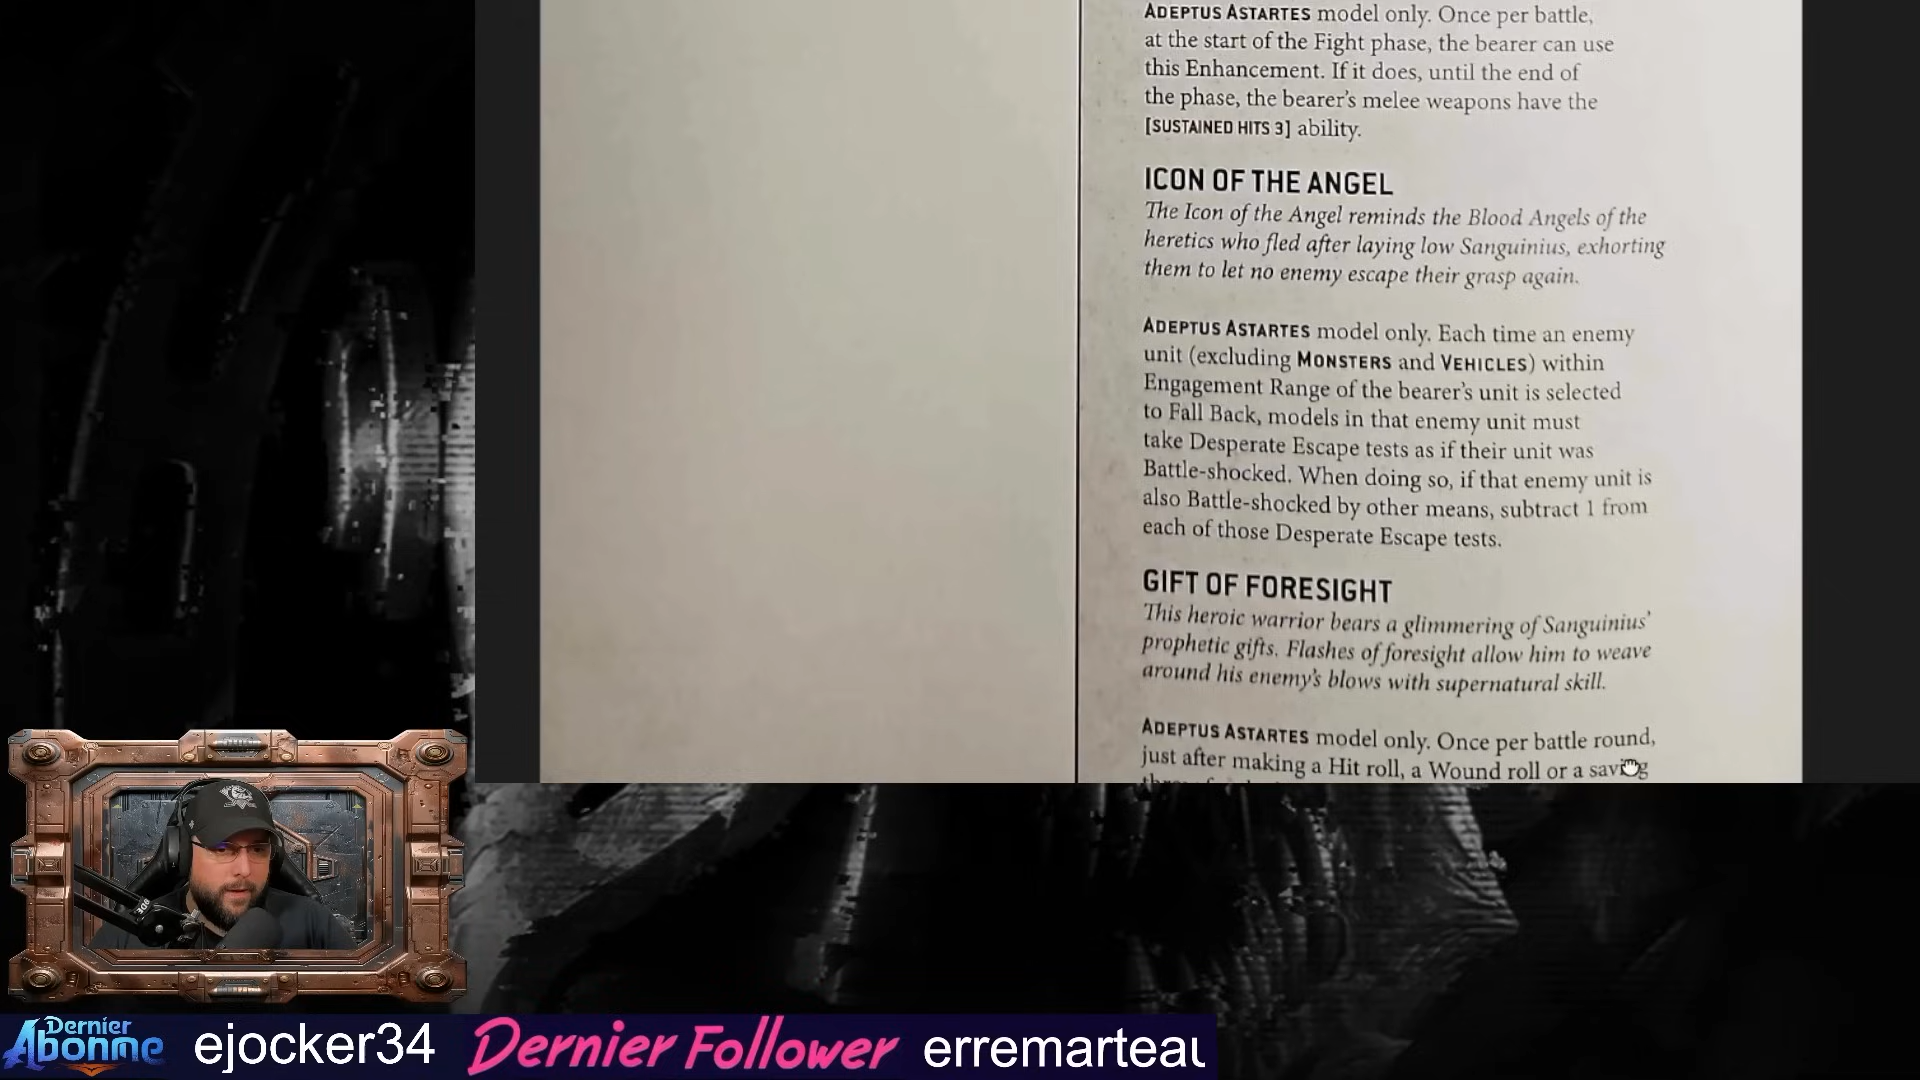 ADEPTUS ASTARTES model only. Once per battle,
at the start of the Fight phase, the bearer can use
this Enhancement. If it does, until the end of
the phase, the bearer's melee weapons have the
[SUSTAINED HITS 3] ability.
ICON OF THE ANGEL
The Icon of the Angel reminds the Blood Angels of the
heretics who fled after laying low Sanguinius, exhorting
them to let no enemy escape their grasp again.
ADEPTUS ASTARTES model only. Each time an enemy
unit (excluding MONSTERS and VEHICLES) within
Engagement Range of the bearer's unit is selected
to Fall Back, models in that enemy unit must
take Desperate Escape tests as if their unit was
Battle-shocked. When doing so, if that enemy unit is
also Battle-shocked by other means, subtract 1 from
each of those Desperate Escape tests.
GIFT OF FORESIGHT
This heroic warrior bears a glimmering of Sanguinius'
prophetic gifts. Flashes of foresight allow him to weave
around his enemy's blows with supernatural skill.
ADEPTUS ASTARTES model only. Once per battle round,
just after making a Hit roll, a Wound roll or a saving
Dernier Abonné ejocker34 Dernier Follower erremarteau